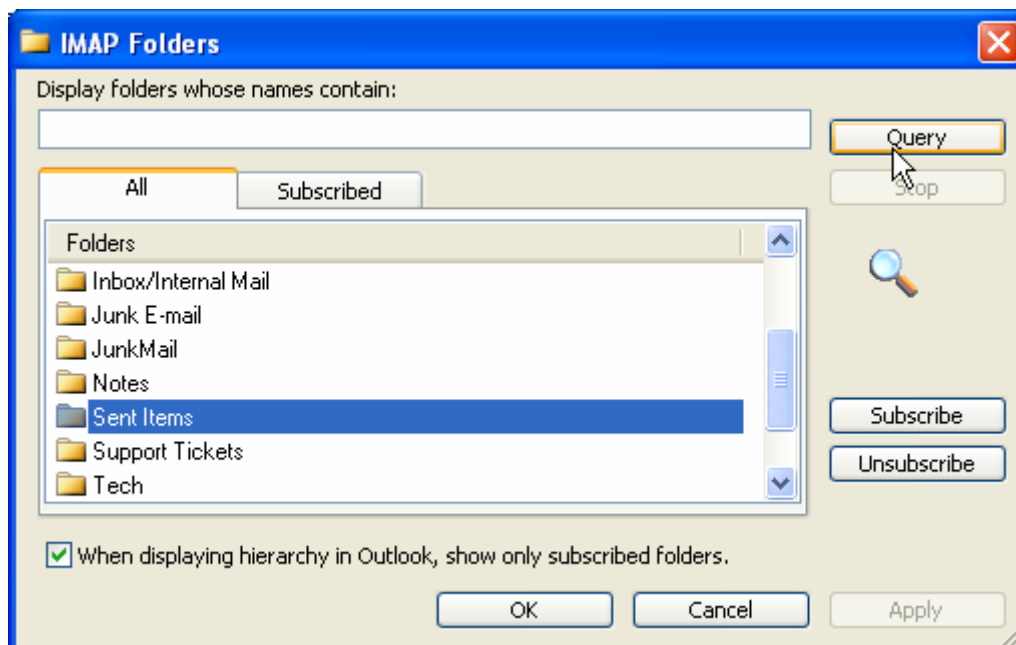 IMAP Folders
Display folders whose names contain:
Query
Stop
All
Subscribed
Folders
Inbox/Internal Mail
Junk E-mail
JunkMail
Notes
Sent Items
Support Tickets
Tech
Subscribe
Unsubscribe
When displaying hierarchy in Outlook, show only subscribed folders.
OK
Cancel
Apply